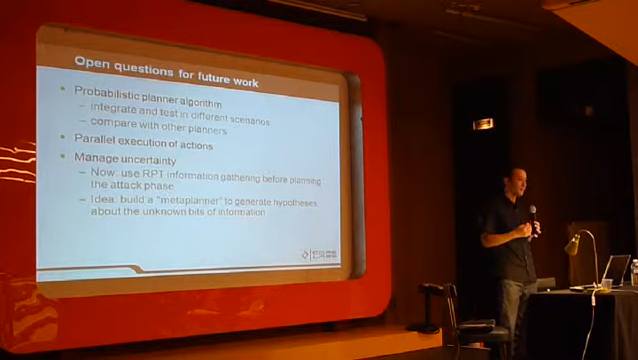 Open questions for future work
Probabilistic planner algorithm
– integrate and test in different scenarios
– compare with other planners
Parallel execution of actions
Manage uncertainty
– Now: use RPT information gathering before planning
the attack phase
– Idea: build a "metaplanner" to generate hypotheses
about the unknown bits of information